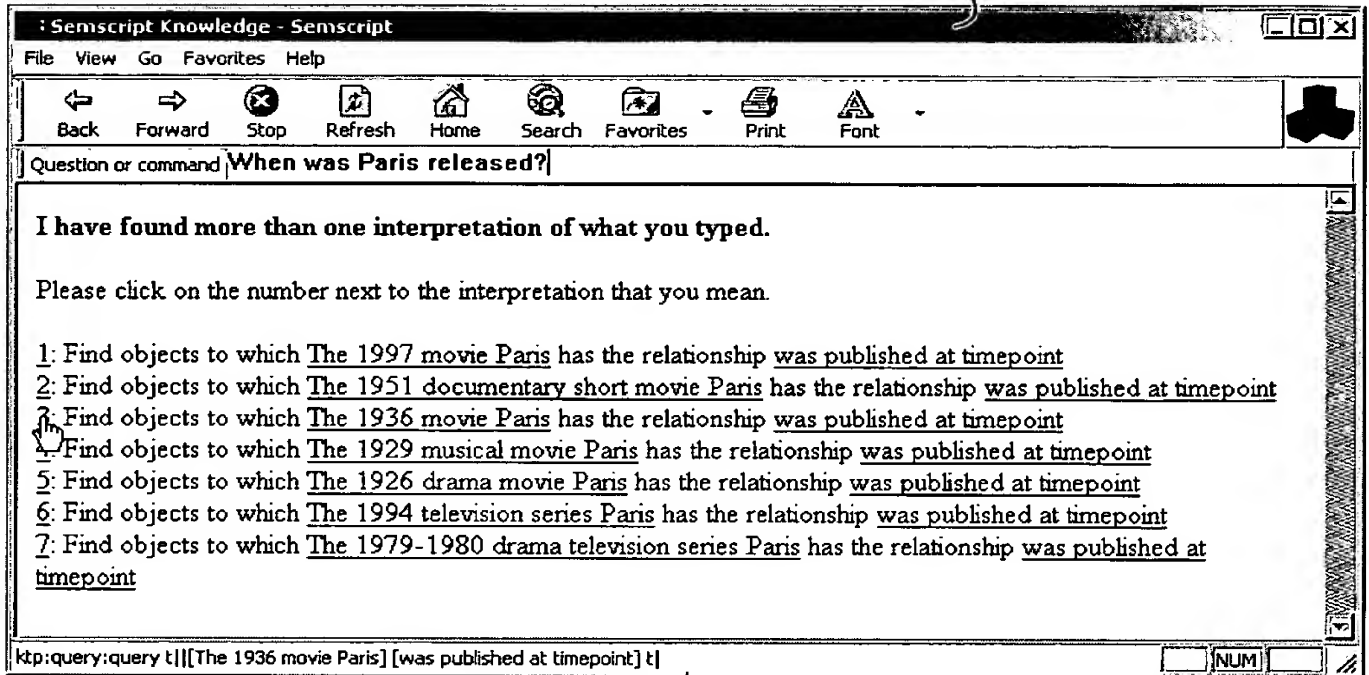 : Semscript Knowledge - Semscript
File View Go Favorites Help
Back Forward Stop Refresh Home Search Favorites Print Font
Question or command When was Paris released?
I have found more than one interpretation of what you typed.
Please click on the number next to the interpretation that you mean.
1: Find objects to which The 1997 movie Paris has the relationship was published at timepoint
2: Find objects to which The 1951 documentary short movie Paris has the relationship was published at timepoint
3: Find objects to which The 1936 movie Paris has the relationship was published at timepoint
4: Find objects to which The 1929 musical movie Paris has the relationship was published at timepoint
5: Find objects to which The 1926 drama movie Paris has the relationship was published at timepoint
6: Find objects to which The 1994 television series Paris has the relationship was published at timepoint
7: Find objects to which The 1979-1980 drama television series Paris has the relationship was published at
timepoint
ktp:query:query t||[The 1936 movie Paris] [was published at timepoint] t| NUM